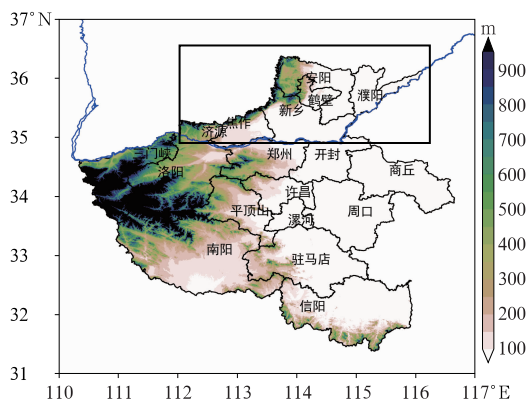 37°N
m
36
35
34
33
32
31
110
111
112
113
114
115
116
117°E
900
800
700
600
500
400
300
200
100
安阳
鹤壁
濮阳
新乡
焦作
济源
三门峡
洛阳
郑州
开封
商丘
许昌
平顶山
漯河
周口
南阳
驻马店
信阳